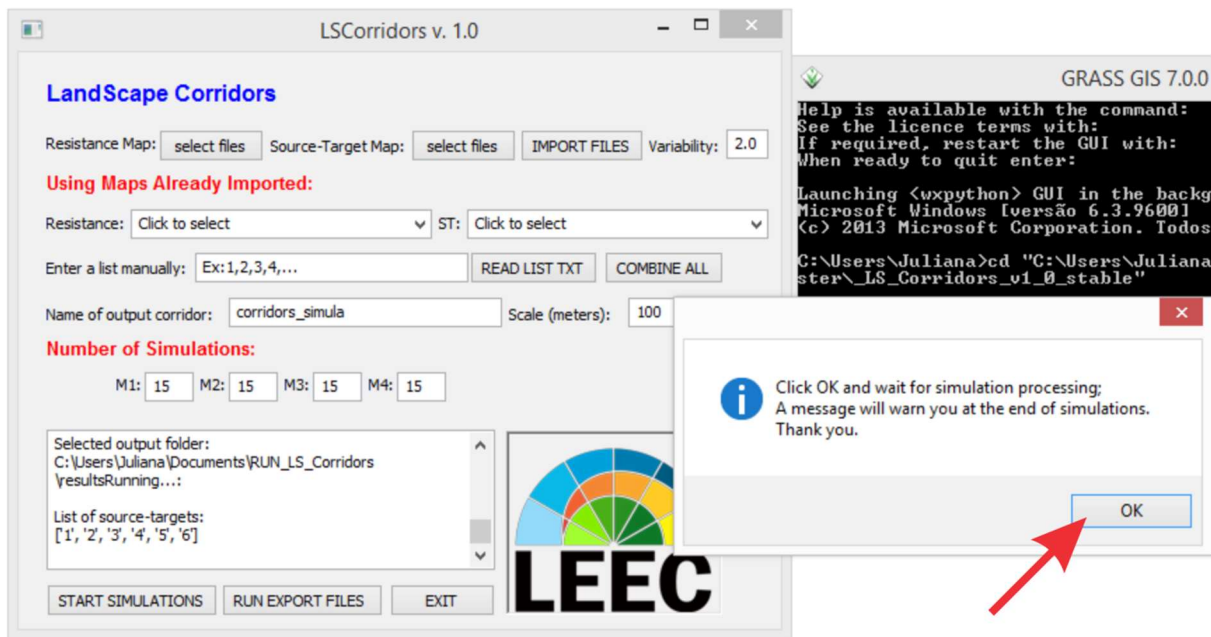 LSCorridors v. 1.0
LandScape Corridors
Resistance Map: select files Source-Target Map: select files IMPORT FILES Variability: 2.0
Using Maps Already Imported:
Resistance: Click to select ST: Click to select
Enter a list manually: Ex:1,2,3,4,... READ LIST TXT COMBINE ALL
Name of output corridor: corridors_simula Scale (meters): 100
Number of Simulations:
M1: 15 M2: 15 M3: 15 M4: 15
Selected output folder:
C:\Users\Juliana\Documents\RUN_LS_Corridors
\resultsRunning...:
List of source-targets:
['1', '2', '3', '4', '5', '6']
START SIMULATIONS RUN EXPORT FILES EXIT
LEEC
GRASS GIS 7.0.0
Help is available with the command:
See the licence terms with:
If required, restart the GUI with:
When ready to quit enter:
Launching <wxpython> GUI in the backg
Microsoft Windows [versão 6.3.9600]
(c) 2013 Microsoft Corporation. Todos
C:\Users\Juliana>cd "C:\Users\Juliana
ster\_LS_Corridors_v1_0_stable"
Click OK and wait for simulation processing;
A message will warn you at the end of simulations.
Thank you.
OK